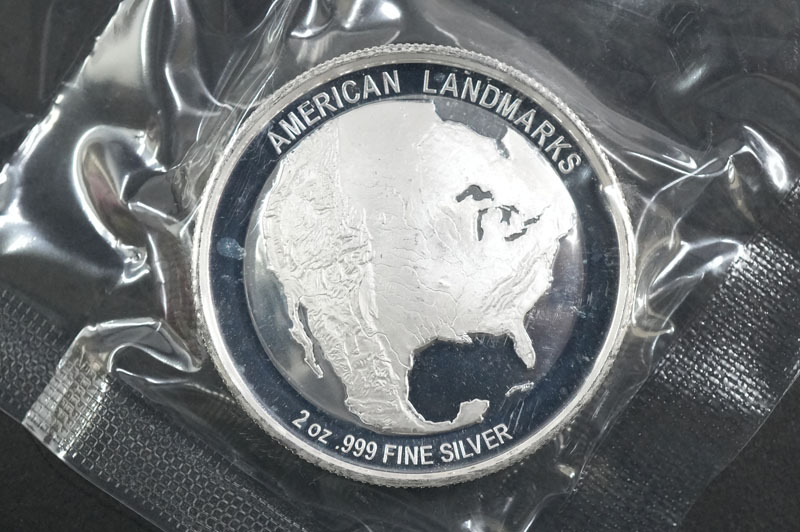 AMERICAN LANDMARKS
2 oz .999 FINE SILVER